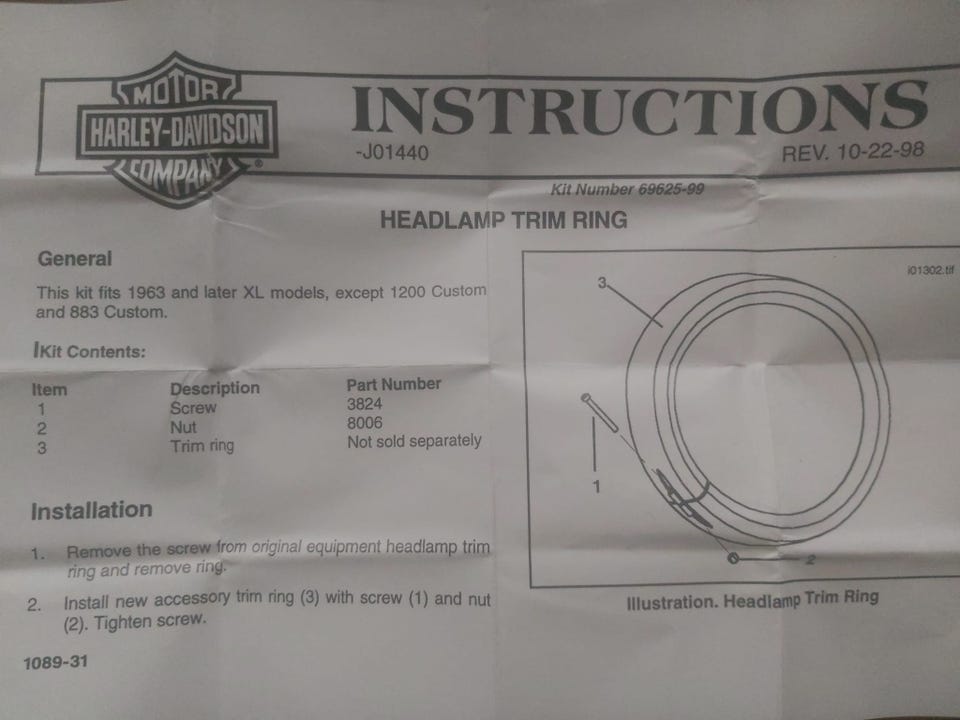 MOTOR
HARLEY-DAVIDSON
COMPANY
®
INSTRUCTIONS
-J01440
REV. 10-22-98
Kit Number 69625-99
HEADLAMP TRIM RING
General
This kit fits 1963 and later XL models, except 1200 Custom
and 883 Custom.
Kit Contents:
Item Description Part Number
1 Screw 3824
2 Nut 8006
3 Trim ring Not sold separately
Installation
1. Remove the screw from original equipment headlamp trim
ring and remove ring.
2. Install new accessory trim ring (3) with screw (1) and nut
(2). Tighten screw.
1089-31
i01302.tif
3
1
2
Illustration. Headlamp Trim Ring